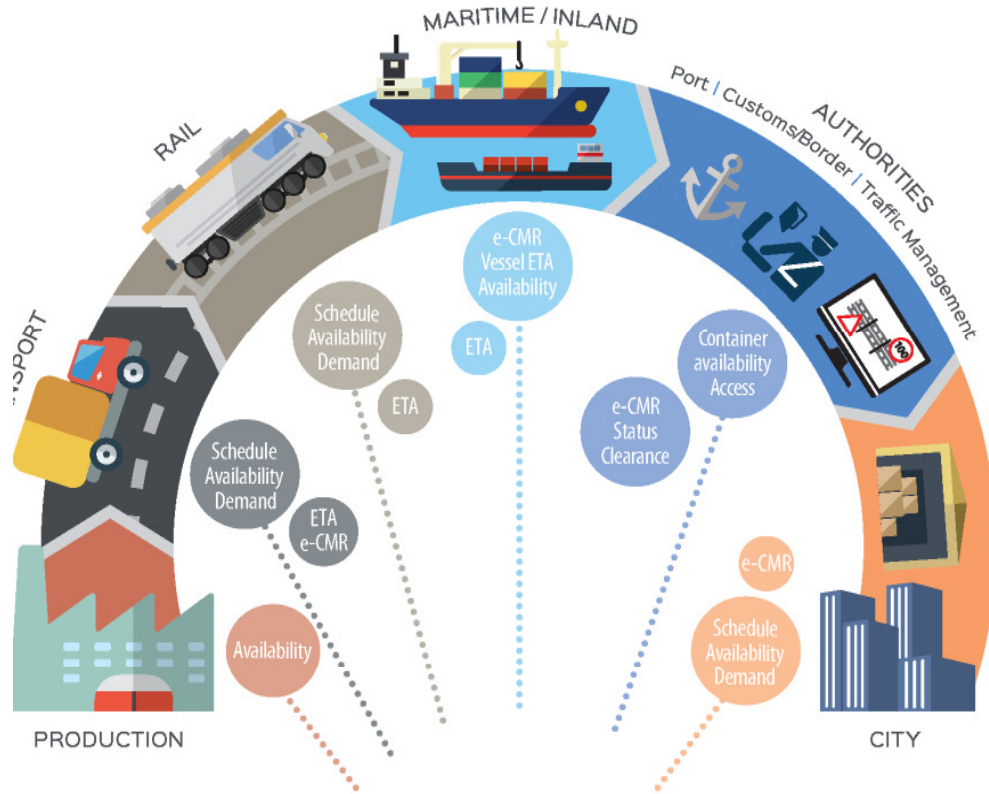 MARITIME / INLAND
RAIL
Port | Customs/Border | Traffic Management
AUTHORITIES
NSPORT
100
e-CMR
Vessel ETA
Availability
ETA
Schedule
Availability
Demand
ETA
Container
availability
Access
e-CMR
Status
Clearance
Schedule
Availability
Demand
ETA
e-CMR
e-CMR
Availability
Schedule
Availability
Demand
PRODUCTION
CITY